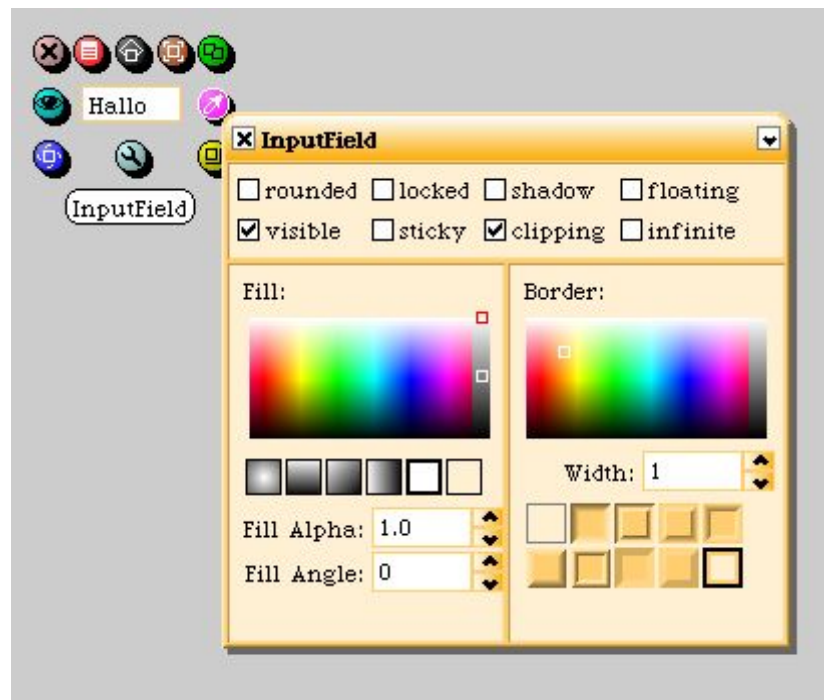 Hallo
InputField
(InputField)
rounded locked shadow floating
visible sticky clipping infinite
Fill: Border:
Width: 1
Fill Alpha: 1.0
Fill Angle: 0